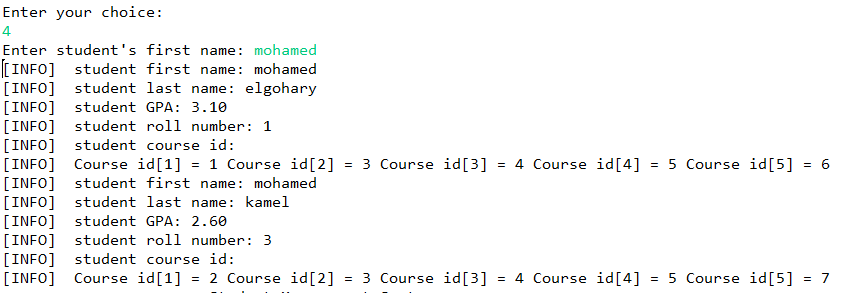 Enter your choice:
4
Enter student's first name: mohamed
[INFO]  student first name: mohamed
[INFO]  student last name: elgohary
[INFO]  student GPA: 3.10
[INFO]  student roll number: 1
[INFO]  student course id:
[INFO]  Course id[1] = 1 Course id[2] = 3 Course id[3] = 4 Course id[4] = 5 Course id[5] = 6
[INFO]  student first name: mohamed
[INFO]  student last name: kamel
[INFO]  student GPA: 2.60
[INFO]  student roll number: 3
[INFO]  student course id:
[INFO]  Course id[1] = 2 Course id[2] = 3 Course id[3] = 4 Course id[4] = 5 Course id[5] = 7